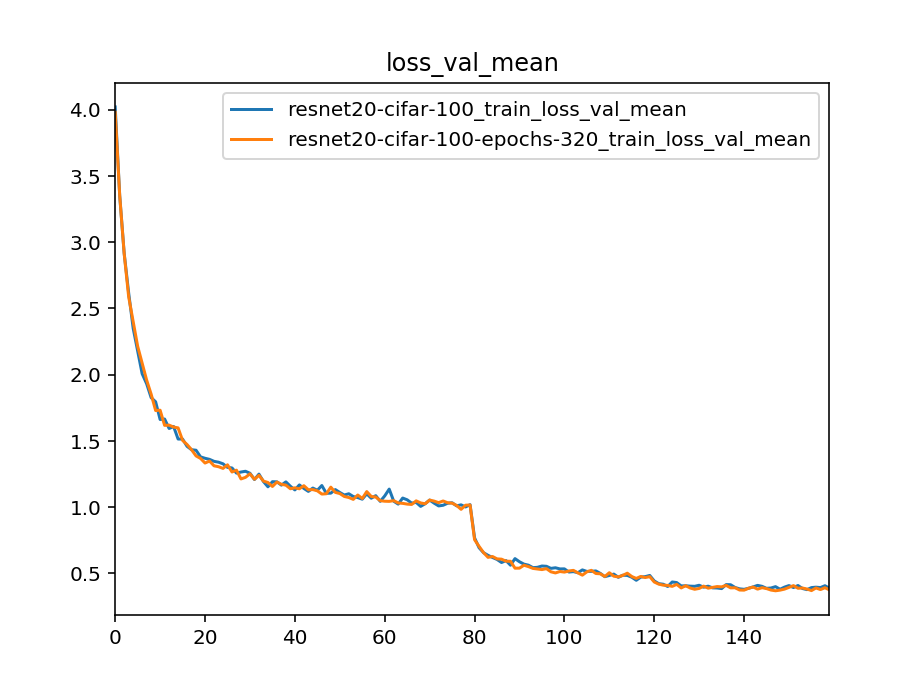 loss_val_mean
resnet20-cifar-100_train_loss_val_mean
resnet20-cifar-100-epochs-320_train_loss_val_mean
4.0
3.5
3.0
2.5
2.0
1.5
1.0
0.5
0 20 40 60 80 100 120 140